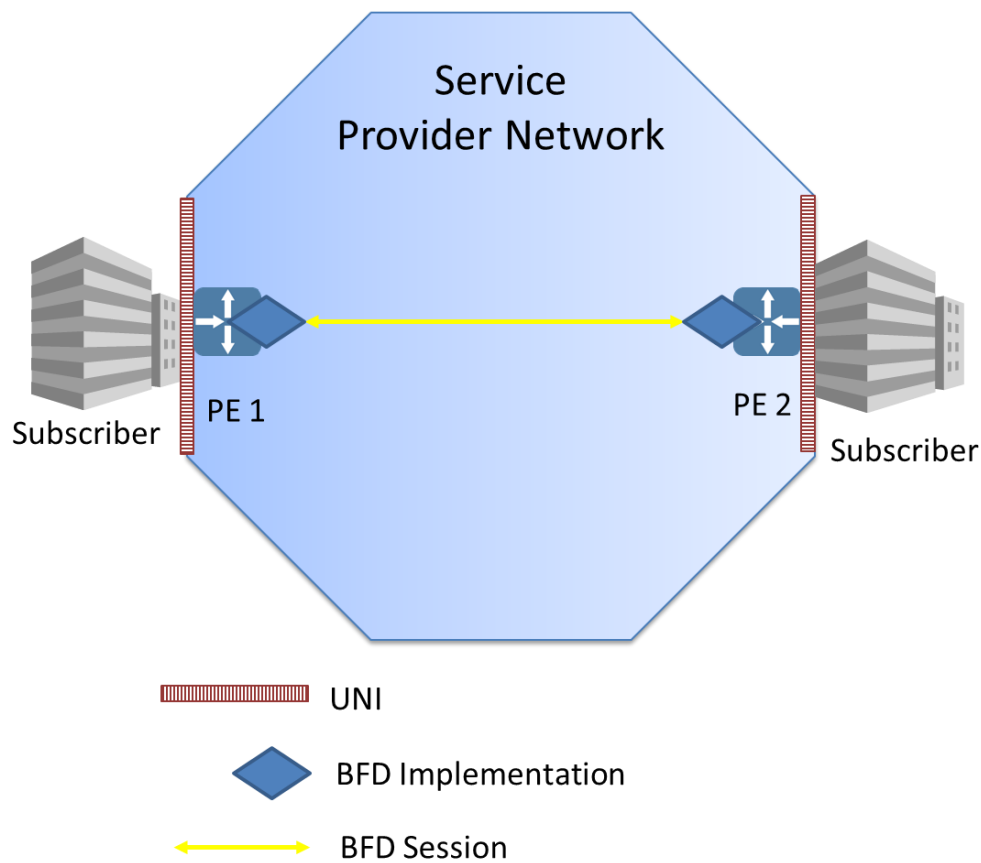 Service
Provider Network
PE 1
PE 2
Subscriber
Subscriber
UNI
BFD Implementation
BFD Session